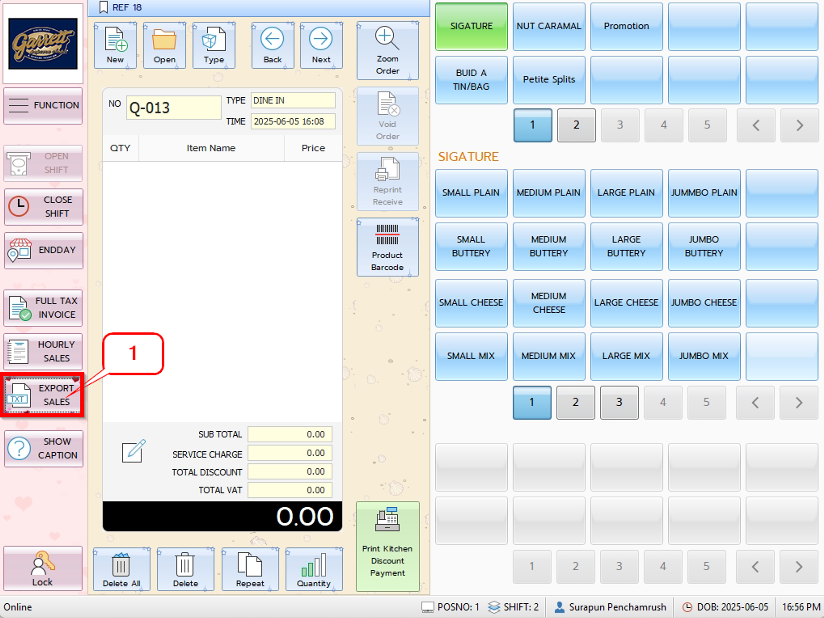 REF 18
Garrett
FUNCTION
OPEN
SHIFT
CLOSE
SHIFT
ENDDAY
FULL TAX
INVOICE
HOURLY
SALES
TXT
EXPORT
SALES
SHOW
CAPTION
Lock
1
New
Open
Type
Back
Next
NO
Q-013
TYPE
DINE IN
TIME
2025-06-05 16:08
QTY
Item Name
Price
SUB TOTAL
0.00
SERVICE CHARGE
0.00
TOTAL DISCOUNT
0.00
TOTAL VAT
0.00
0.00
Delete All
Delete
Repeat
Quantity
Zoom
Order
Void
Order
Reprint
Receive
Product
Barcode
Print Kitchen
Discount
Payment
SIGATURE
NUT CARAMAL
Promotion
BUID A
TIN/BAG
Petite Splits
1 2 3 4 5
SIGATURE
SMALL PLAIN
MEDIUM PLAIN
LARGE PLAIN
JUMMBO PLAIN
SMALL
BUTTERY
MEDIUM
BUTTERY
LARGE
BUTTERY
JUMBO
BUTTERY
SMALL CHEESE
MEDIUM
CHEESE
LARGE CHEESE
JUMBO CHEESE
SMALL MIX
MEDIUM MIX
LARGE MIX
JUMBO MIX
1 2 3 4 5
1 2 3 4 5
Online
POSNO: 1
SHIFT: 2
Surapun Penchamrush
DOB: 2025-06-05
16:56 PM